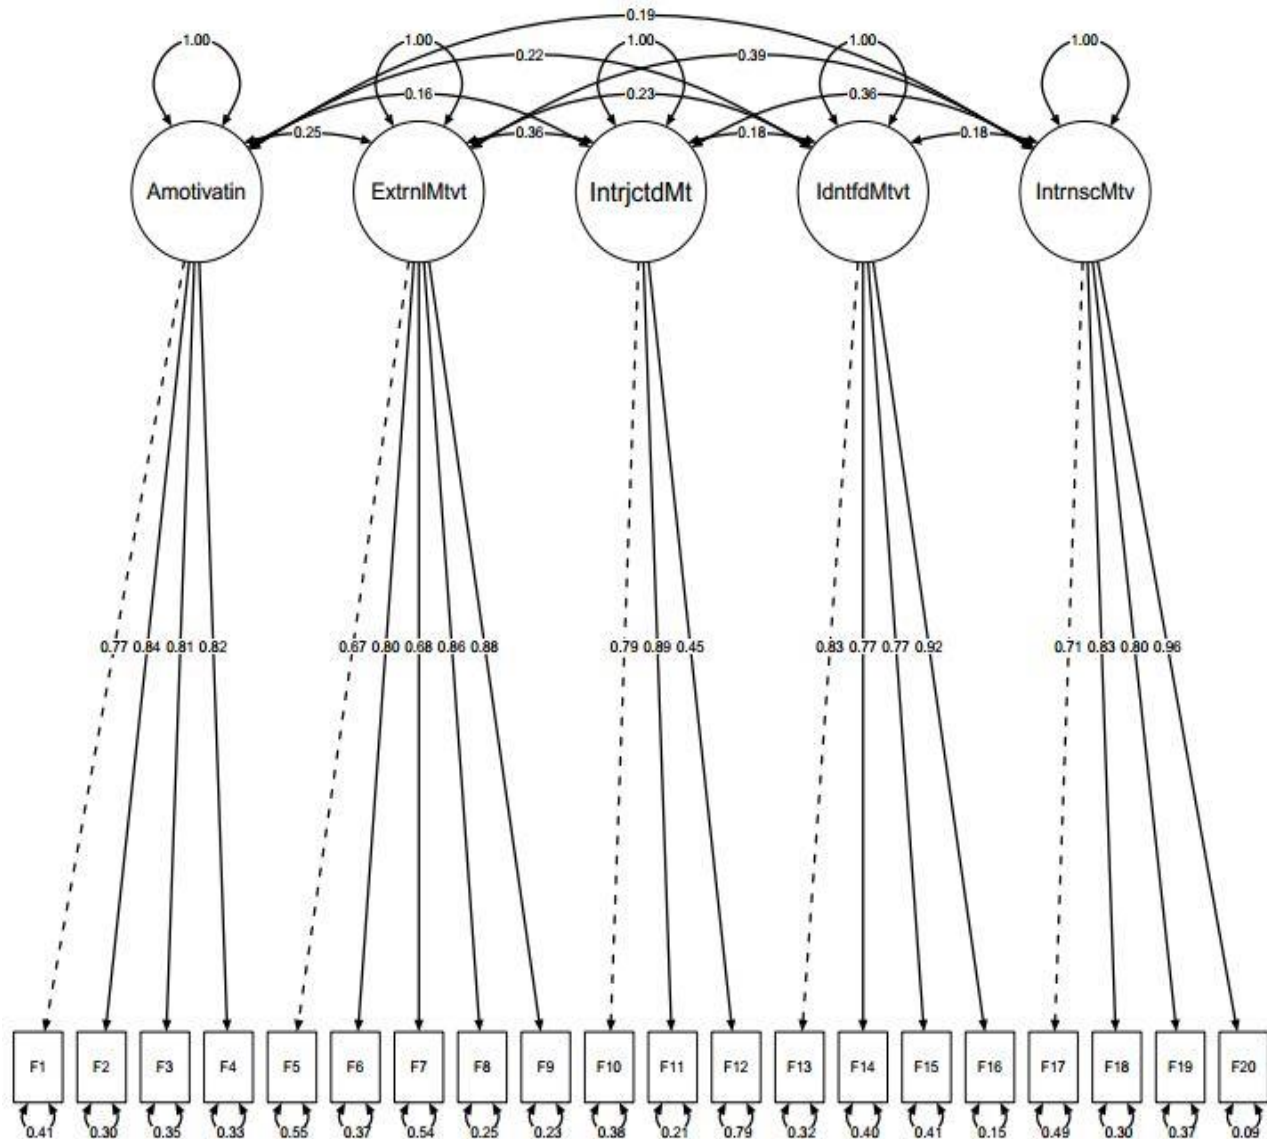 0.19
1.00 1.00 1.00 1.00 1.00
0.22 0.39
0.16 0.23 0.36
0.25 0.36 0.18 0.18
Amotivatin ExtrnlMtvt IntrjctdMt IdntfdMtvt IntrnscMtv
0.77 0.84 0.81 0.82 0.67 0.80 0.68 0.86 0.88 0.79 0.89 0.45 0.83 0.77 0.77 0.92 0.71 0.83 0.80 0.96
F1 F2 F3 F4 F5 F6 F7 F8 F9 F10 F11 F12 F13 F14 F15 F16 F17 F18 F19 F20
0.41 0.30 0.35 0.33 0.55 0.37 0.54 0.25 0.23 0.38 0.21 0.79 0.32 0.40 0.41 0.15 0.49 0.30 0.37 0.09